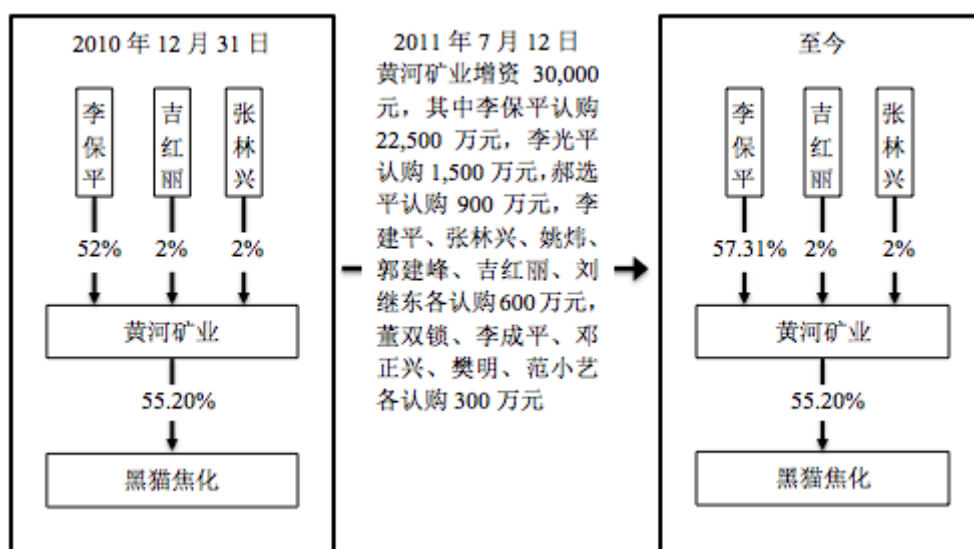 2010 年 12 月 31 日
李保平
吉红丽
张林兴
52%
2%
2%
黄河矿业
55.20%
黑猫焦化
2011 年 7 月 12 日
黄河矿业增资 30,000
元，其中李保平认购
22,500 万元，李光平
认购 1,500 万元,郝选
平认购 900 万元，李
建平、张林兴、姚炜、
郭建峰、吉红丽、刘
继东各认购 600 万元，
董双锁、李成平、邓
正兴、樊明、范小艺
各认购 300 万元
至今
李保平
吉红丽
张林兴
57.31%
2%
2%
黄河矿业
55.20%
黑猫焦化